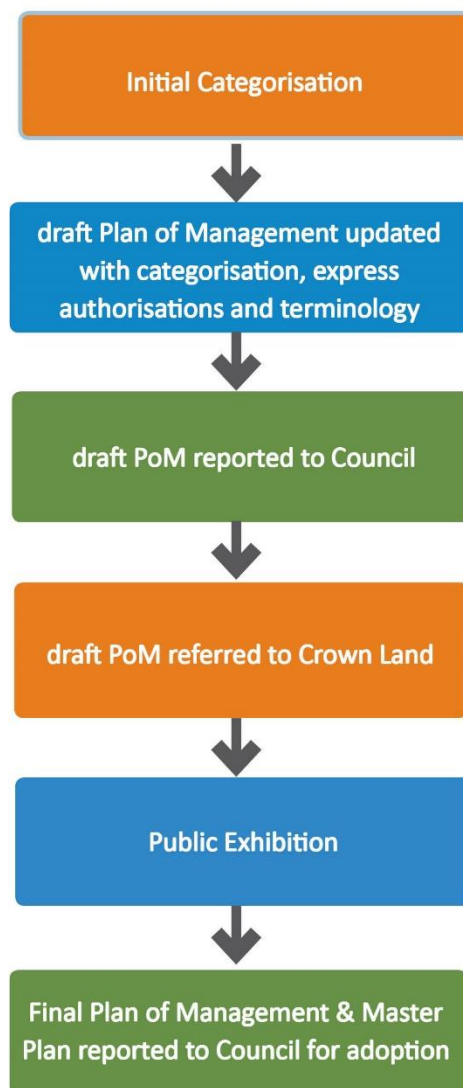 Initial Categorisation
draft Plan of Management updated
with categorisation, express
authorisations and terminology
draft PoM reported to Council
draft PoM referred to Crown Land
Public Exhibition
Final Plan of Management & Master
Plan reported to Council for adoption